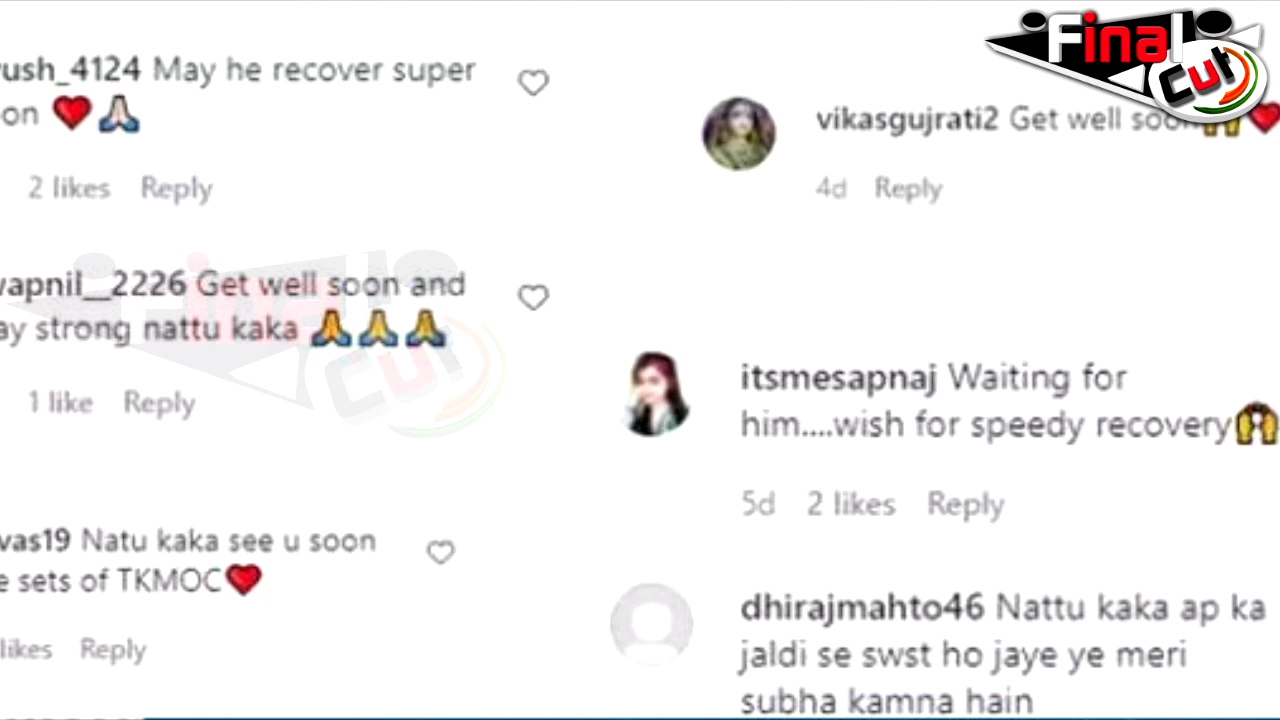 ush_4124 May he recover super
on ❤️🙏🏻
2 likes Reply
wapnil__2226 Get well soon and
ay strong nattu kaka 🙏🙏🙏
1 like Reply
vas19 Natu kaka see u soon
e sets of TKMOC❤️
likes Reply
Final
Cut
vikasgujrati2 Get well soon🙌❤️
4d Reply
itsmesapnaj Waiting for
him....wish for speedy recovery🙌
5d 2 likes Reply
dhirajmahto46 Nattu kaka ap ka
jaldi se swst ho jaye ye meri
subha kamna hain
Final
Cut